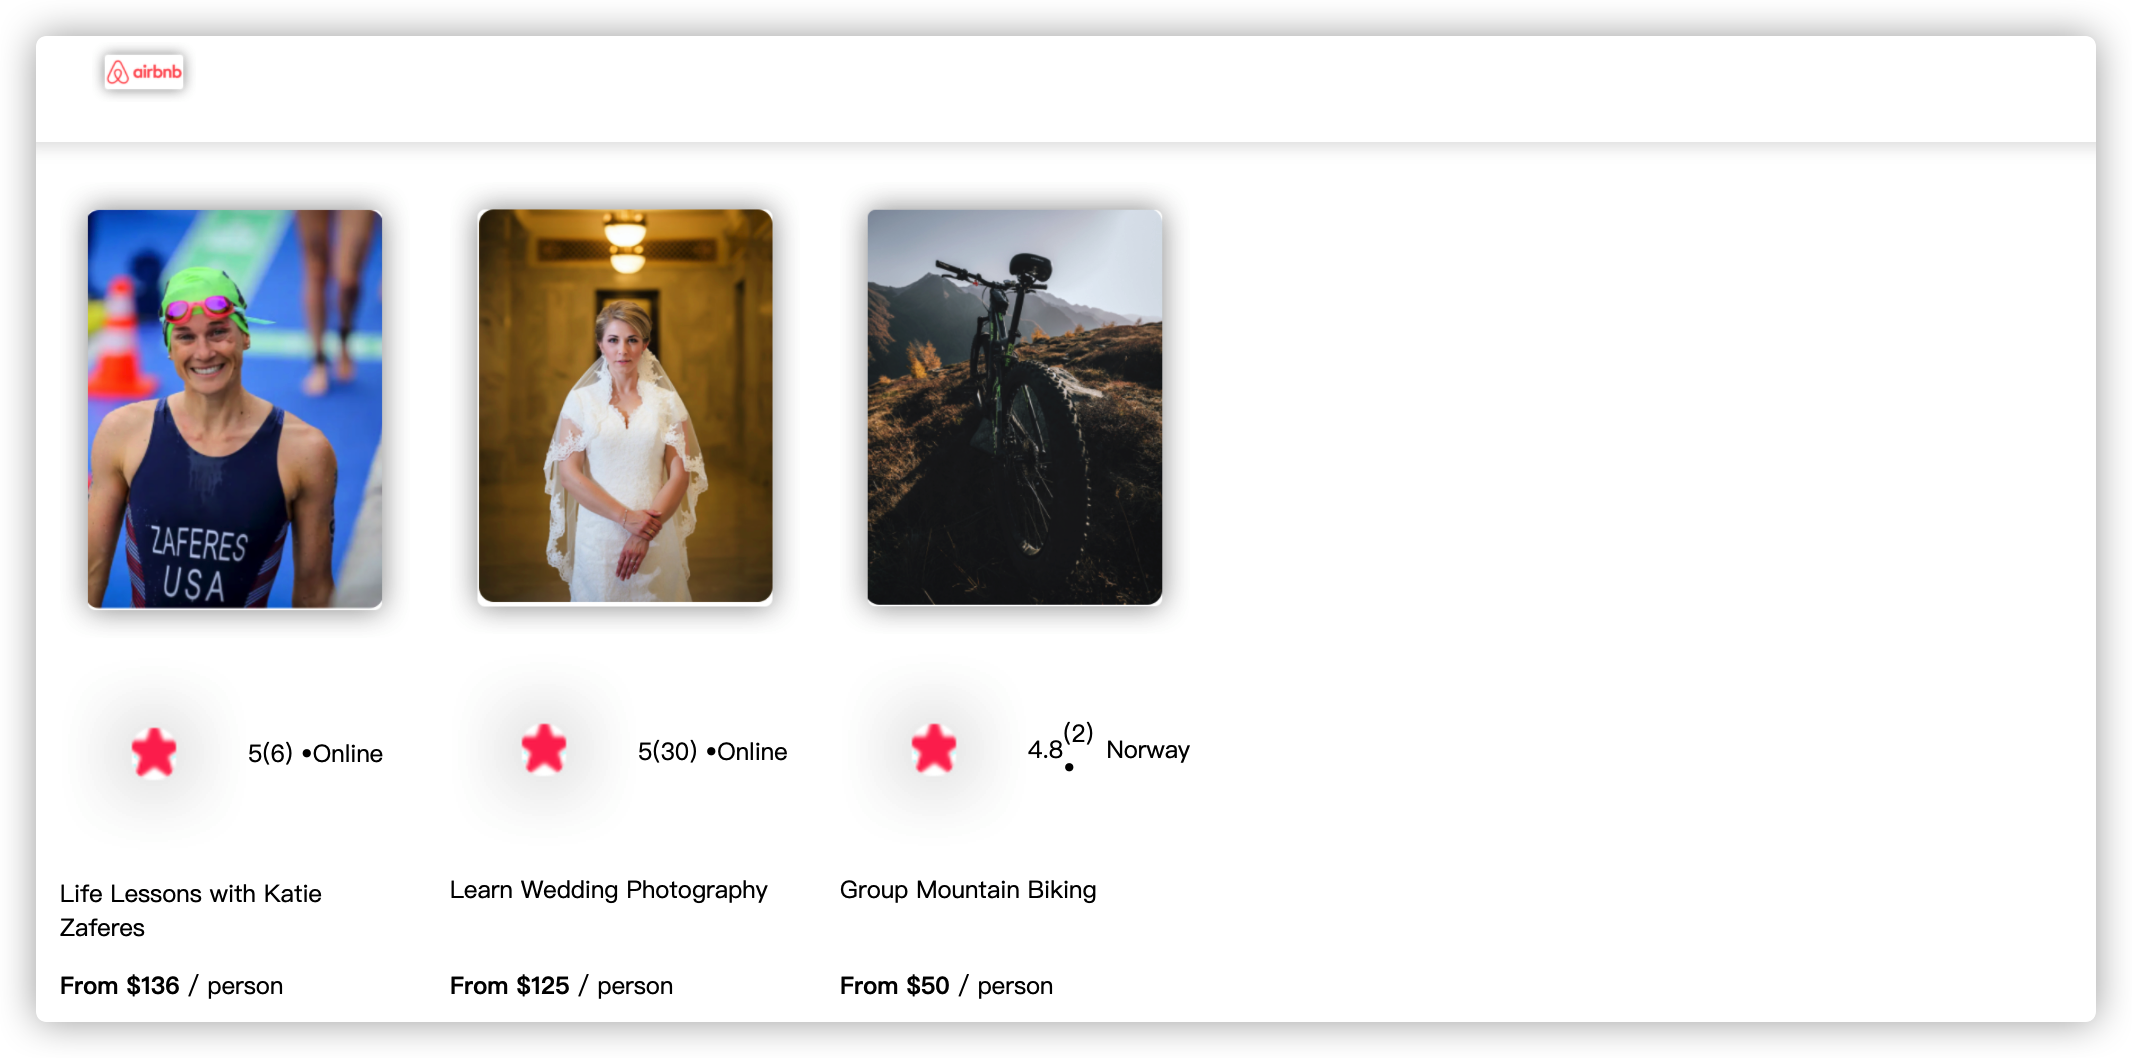 airbnb
ZAFERES
USA
5(6) •Online
5(30) •Online
4.8(2) • Norway
Life Lessons with Katie
Zaferes
Learn Wedding Photography
Group Mountain Biking
From $136 / person
From $125 / person
From $50 / person